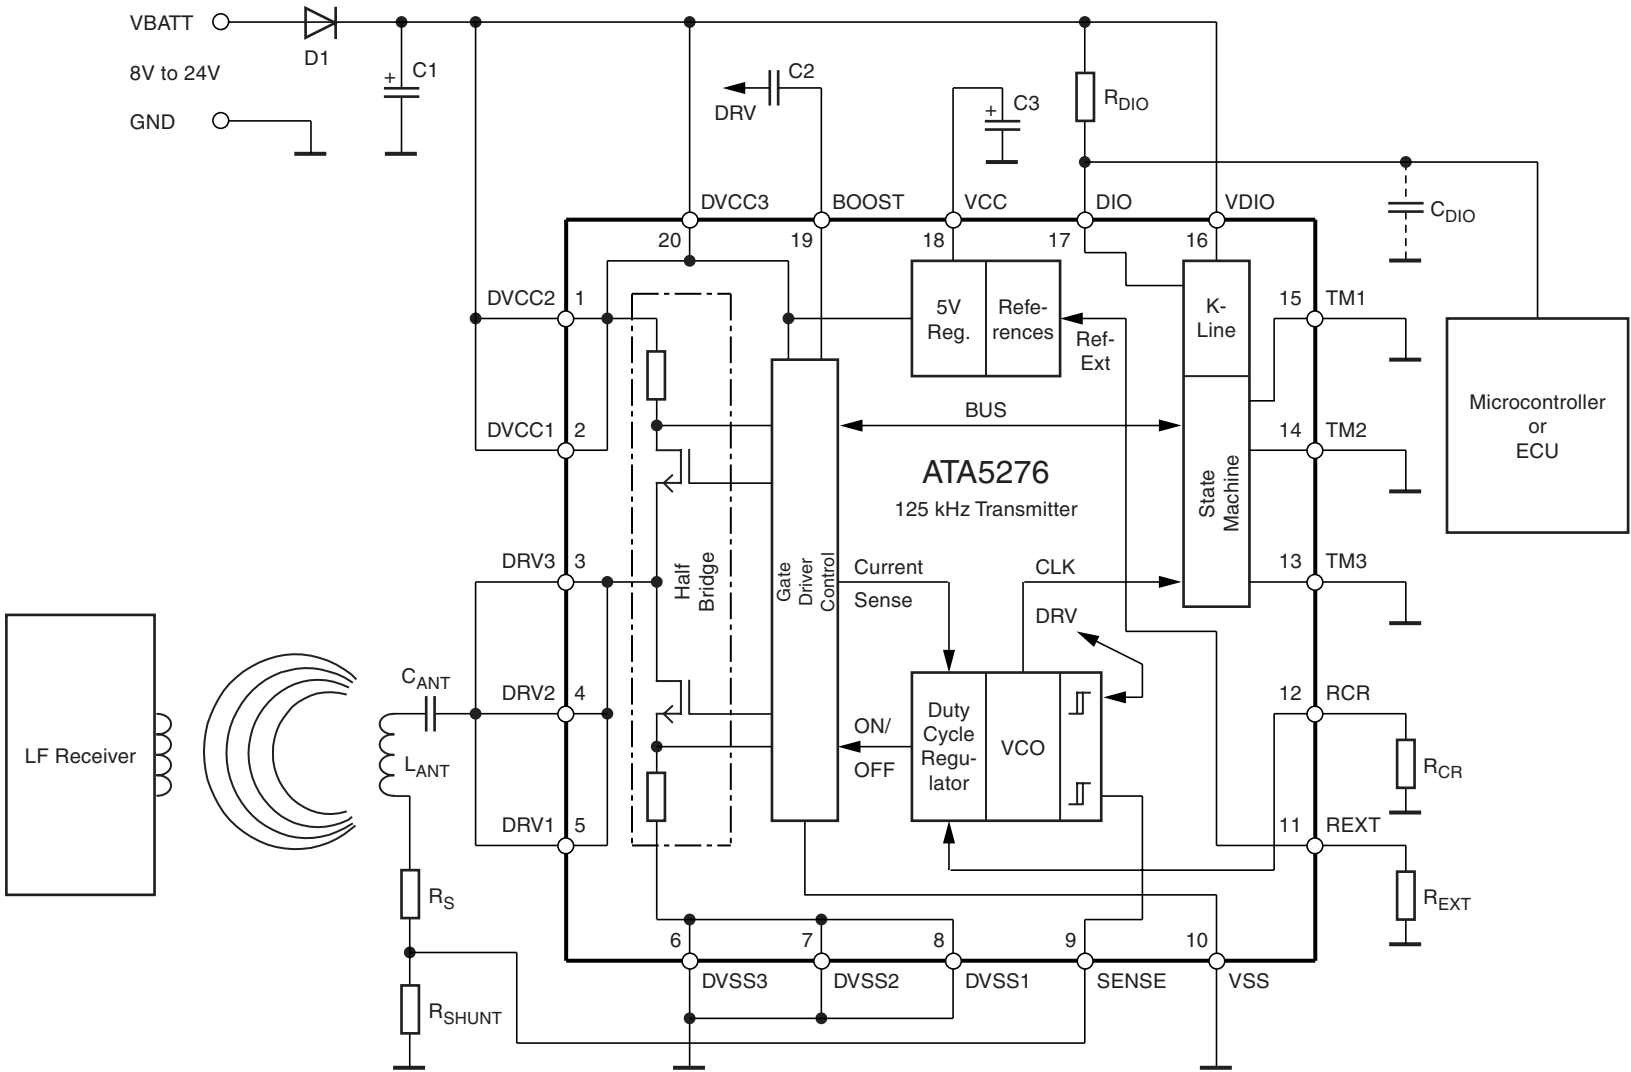 VBATT
D1
8V to 24V
C1
+
GND
C2
DRV
C3
+
RDIO
CDIO
DVCC3
BOOST
VCC
DIO
VDIO
20
19
18
17
16
DVCC2
1
DVCC1
2
DRV3
3
DRV2
4
DRV1
5
5V
Reg.
Refe-
rences
Ref-
Ext
K-
Line
State
Machine
15
TM1
14
TM2
13
TM3
12
RCR
11
REXT
Microcontroller
or
ECU
BUS
ATA5276
125 kHz Transmitter
Half
Bridge
Gate
Driver
Control
Current
Sense
CLK
DRV
ON/
OFF
Duty
Cycle
Regu-
lator
VCO
LF Receiver
CANT
LANT
RS
RSHUNT
RCR
REXT
6
7
8
9
10
DVSS3
DVSS2
DVSS1
SENSE
VSS